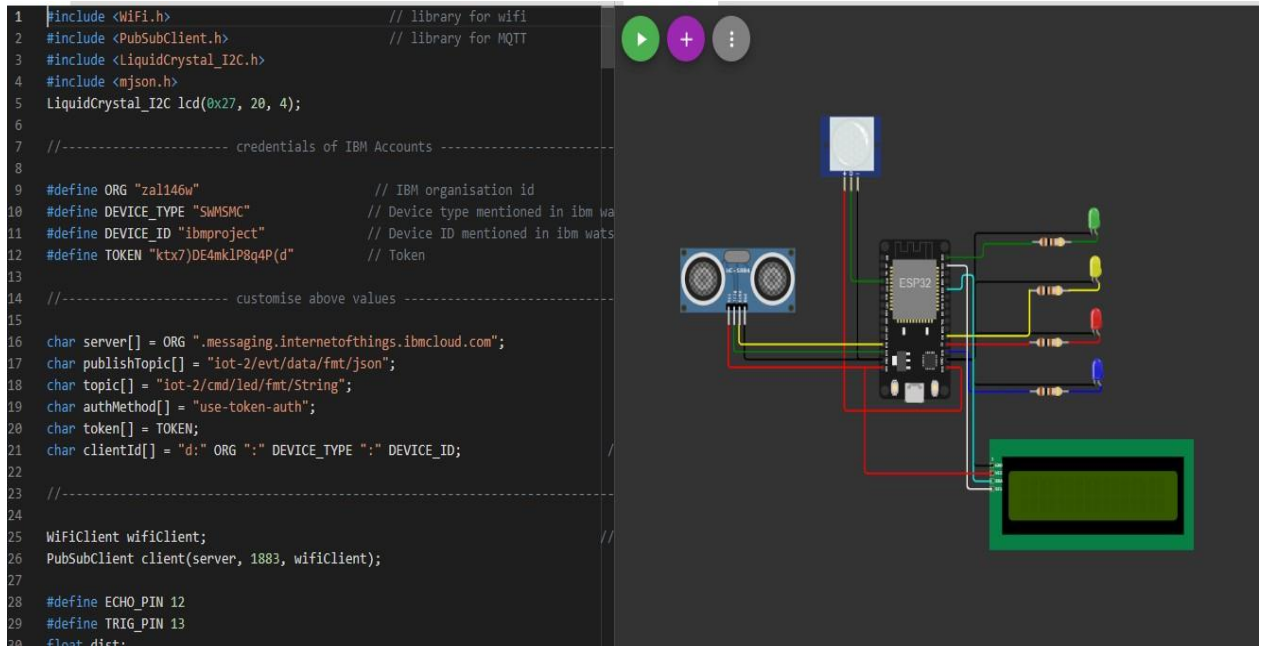 1 #include <WiFi.h> // library for wifi
2 #include <PubSubClient.h> // library for MQTT
3 #include <LiquidCrystal_I2C.h>
4 #include <mjson.h>
5 LiquidCrystal_I2C lcd(0x27, 20, 4);
6
7 //----------------------- credentials of IBM Accounts ------------------------
8
9 #define ORG "zal146w" // IBM organisation id
10 #define DEVICE_TYPE "SWMSMC" // Device type mentioned in ibm wa
11 #define DEVICE_ID "ibmproject" // Device ID mentioned in ibm wats
12 #define TOKEN "ktx7)DE4mklP8q4P(d" // Token
13
14 //----------------------- customise above values ----------------------------
15
16 char server[] = ORG ".messaging.internetofthings.ibmcloud.com";
17 char publishTopic[] = "iot-2/evt/data/fmt/json";
18 char topic[] = "iot-2/cmd/led/fmt/String";
19 char authMethod[] = "use-token-auth";
20 char token[] = TOKEN;
21 char clientId[] = "d:" ORG ":" DEVICE_TYPE ":" DEVICE_ID; /
22
23 //----------------------------------------------------------------------------
24
25 WiFiClient wifiClient; //
26 PubSubClient client(server, 1883, wifiClient);
27
28 #define ECHO_PIN 12
29 #define TRIG_PIN 13
30 float dist;
ESP32